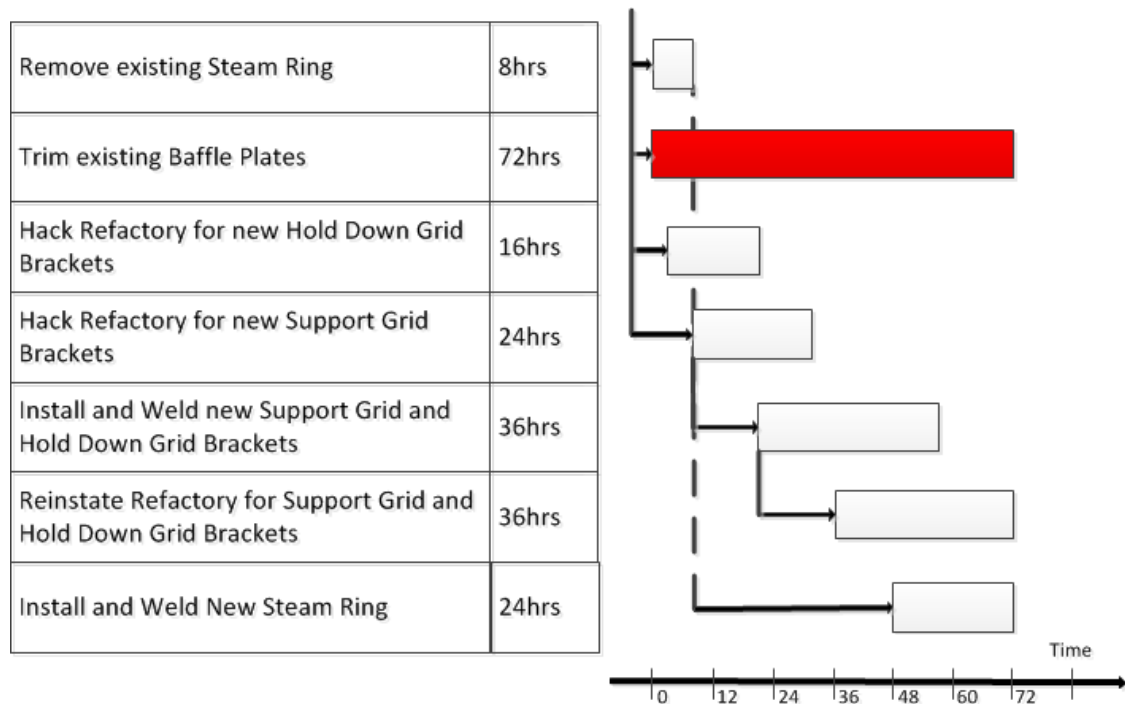 Remove existing Steam Ring
8hrs
Trim existing Baffle Plates
72hrs
Hack Refactory for new Hold Down Grid
Brackets
16hrs
Hack Refactory for new Support Grid
Brackets
24hrs
Install and Weld new Support Grid and
Hold Down Grid Brackets
36hrs
Reinstate Refactory for Support Grid and
Hold Down Grid Brackets
36hrs
Install and Weld New Steam Ring
24hrs
Time
0 12 24 36 48 60 72